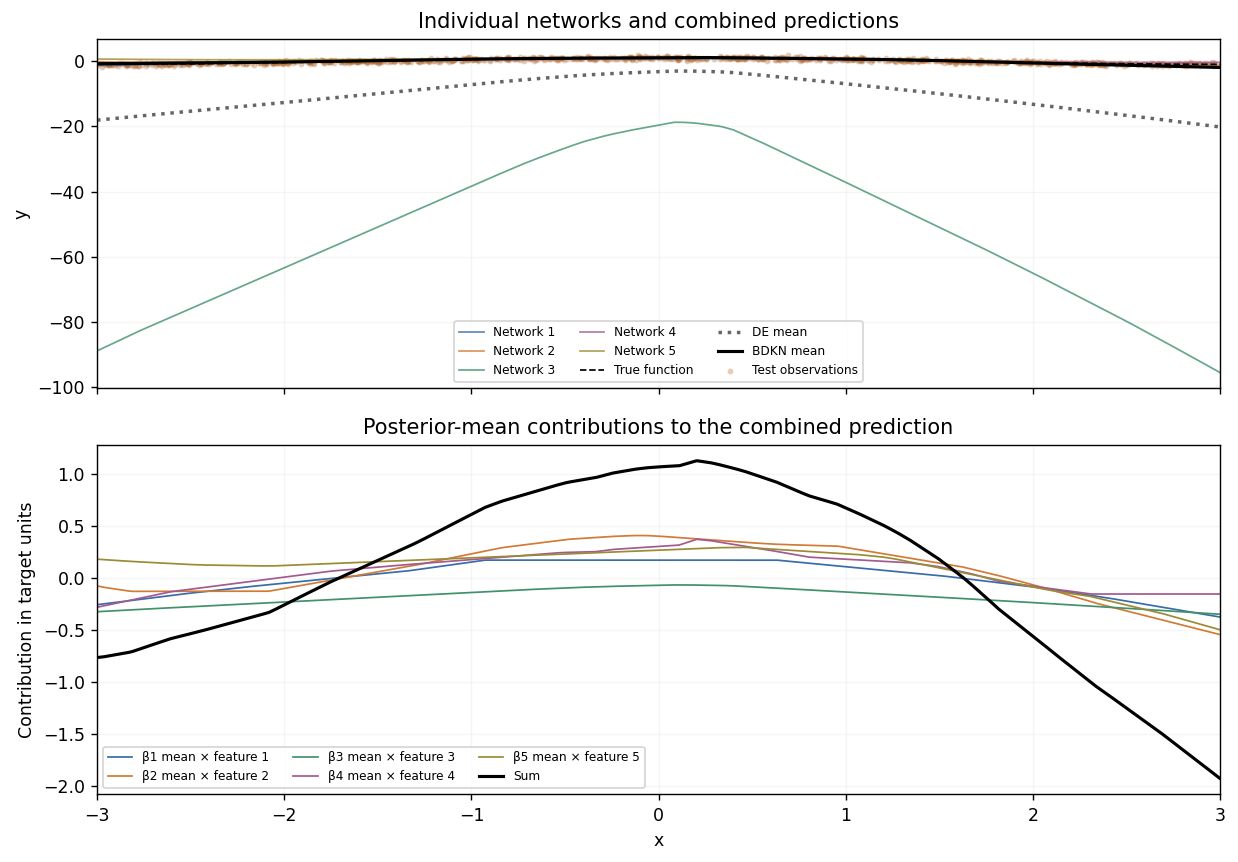 Individual networks and combined predictions
y
0
−20
−40
−60
−80
−100
Network 1
Network 2
Network 3
Network 4
Network 5
True function
DE mean
BDKN mean
Test observations
Posterior-mean contributions to the combined prediction
Contribution in target units
1.0
0.5
0.0
−0.5
−1.0
−1.5
−2.0
β1 mean × feature 1
β2 mean × feature 2
β3 mean × feature 3
β4 mean × feature 4
β5 mean × feature 5
Sum
−3 −2 −1 0 1 2 3
x